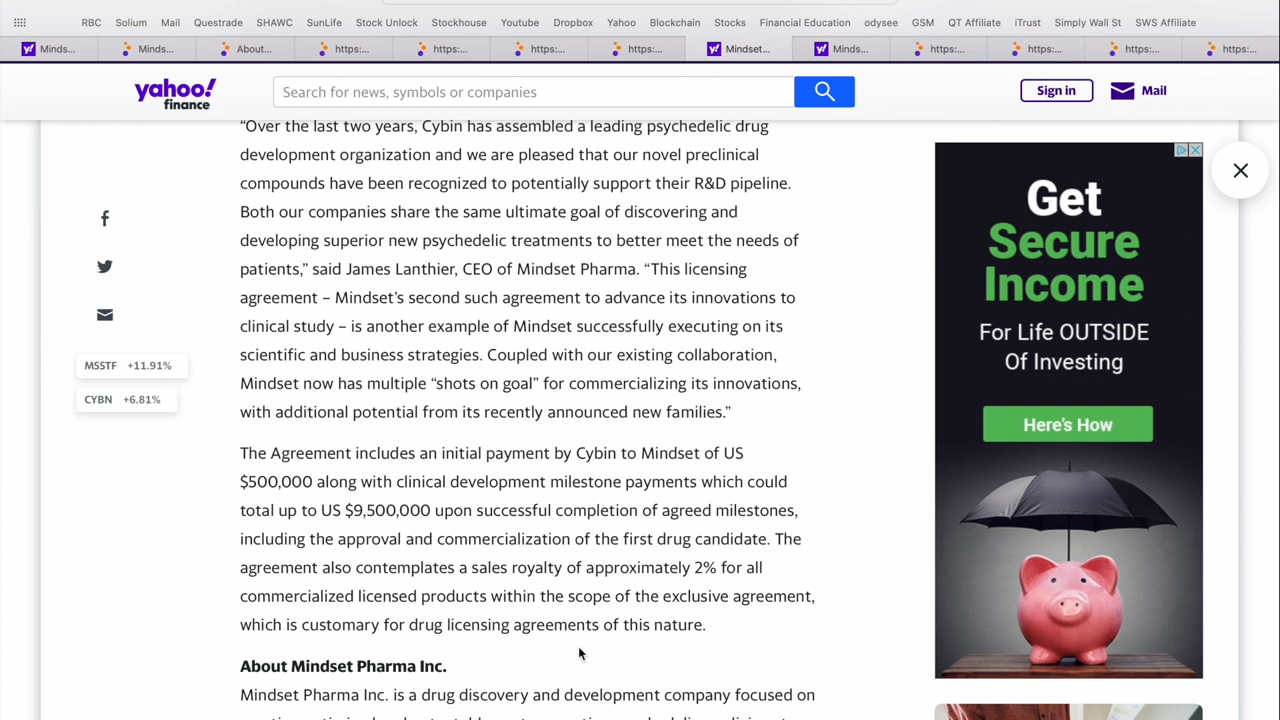 RBC Solium Mail Questrade SHAWC SunLife Stock Unlock Stockhouse Youtube Dropbox Yahoo Blockchain Stocks Financial Education odysee GSM QT Affiliate iTrust Simply Wall St SWS Affiliate
Minds... Minds... About... https:... https:... https:... https:... Mindset... Minds... https:... https:... https:... https:...
yahoo!
finance
Search for news, symbols or companies
Sign in
Mail
“Over the last two years, Cybin has assembled a leading psychedelic drug
development organization and we are pleased that our novel preclinical
compounds have been recognized to potentially support their R&D pipeline.
Both our companies share the same ultimate goal of discovering and
developing superior new psychedelic treatments to better meet the needs of
patients,” said James Lanthier, CEO of Mindset Pharma. “This licensing
agreement – Mindset’s second such agreement to advance its innovations to
clinical study – is another example of Mindset successfully executing on its
scientific and business strategies. Coupled with our existing collaboration,
Mindset now has multiple “shots on goal” for commercializing its innovations,
with additional potential from its recently announced new families.”
The Agreement includes an initial payment by Cybin to Mindset of US
$500,000 along with clinical development milestone payments which could
total up to US $9,500,000 upon successful completion of agreed milestones,
including the approval and commercialization of the first drug candidate. The
agreement also contemplates a sales royalty of approximately 2% for all
commercialized licensed products within the scope of the exclusive agreement,
which is customary for drug licensing agreements of this nature.
About Mindset Pharma Inc.
Mindset Pharma Inc. is a drug discovery and development company focused on
MSSTF +11.91%
CYBN +6.81%
Get
Secure
Income
For Life OUTSIDE
Of Investing
Here's How